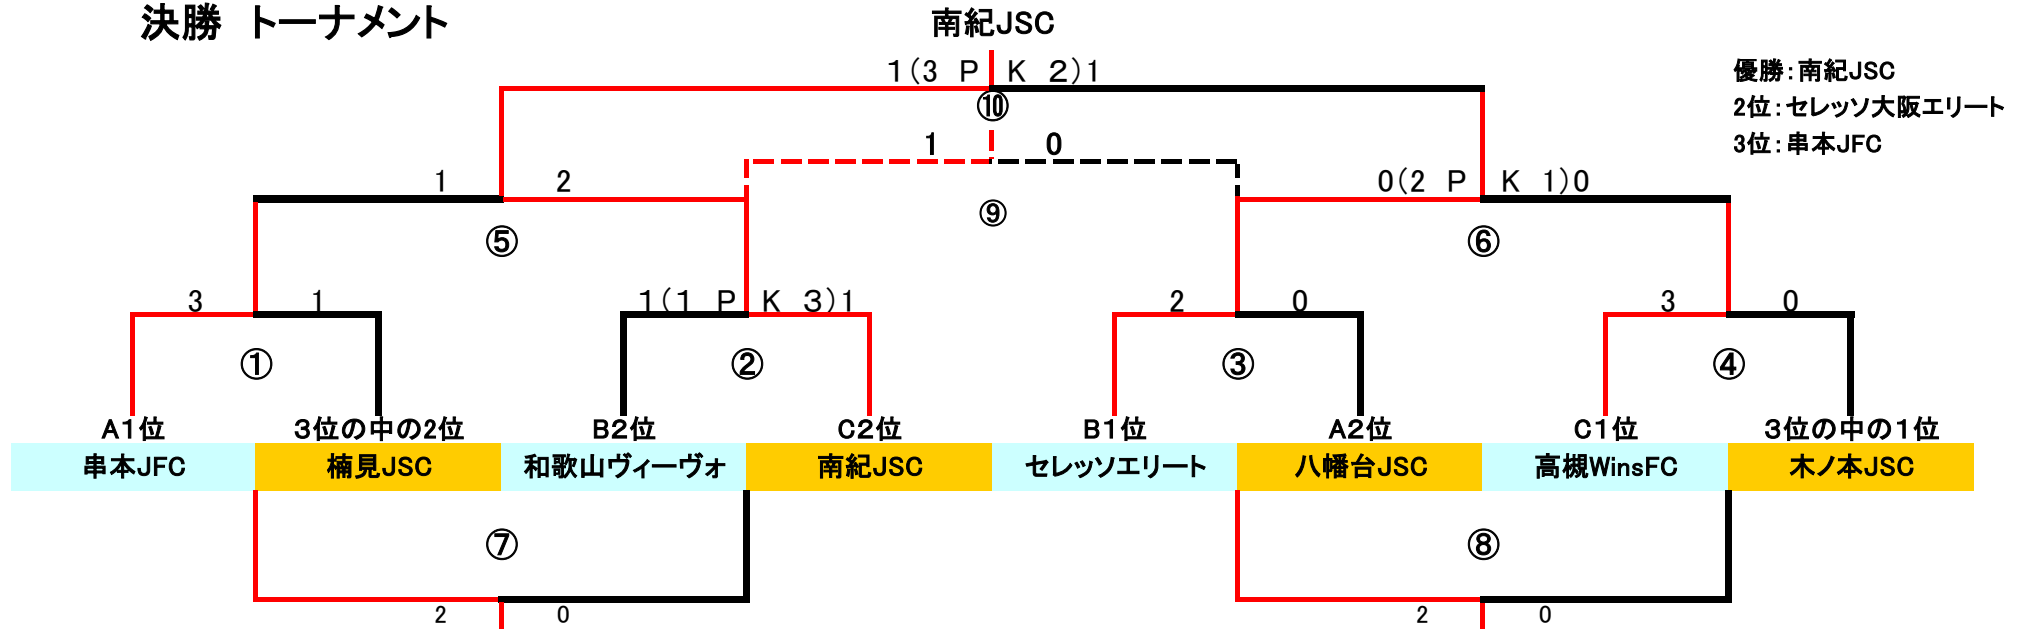 決勝　トーナメント
南紀JSC
優勝：南紀JSC
2位：セレッソ大阪エリート
3位：串本JFC
1(3　P　K　2)1
⑩
1　0
1　2
0(2　P　K　1)0
⑨
⑤
⑥
3　1
1(1　P　K　3)1
2　0
3　0
①
②
③
④
A1位
3位の中の2位
B2位
C2位
B1位
A2位
C1位
3位の中の1位
串本JFC
楠見JSC
和歌山ヴィーヴォ
南紀JSC
セレッソエリート
八幡台JSC
高槻WinsFC
木ノ本JSC
⑦
⑧
2　0
2　0